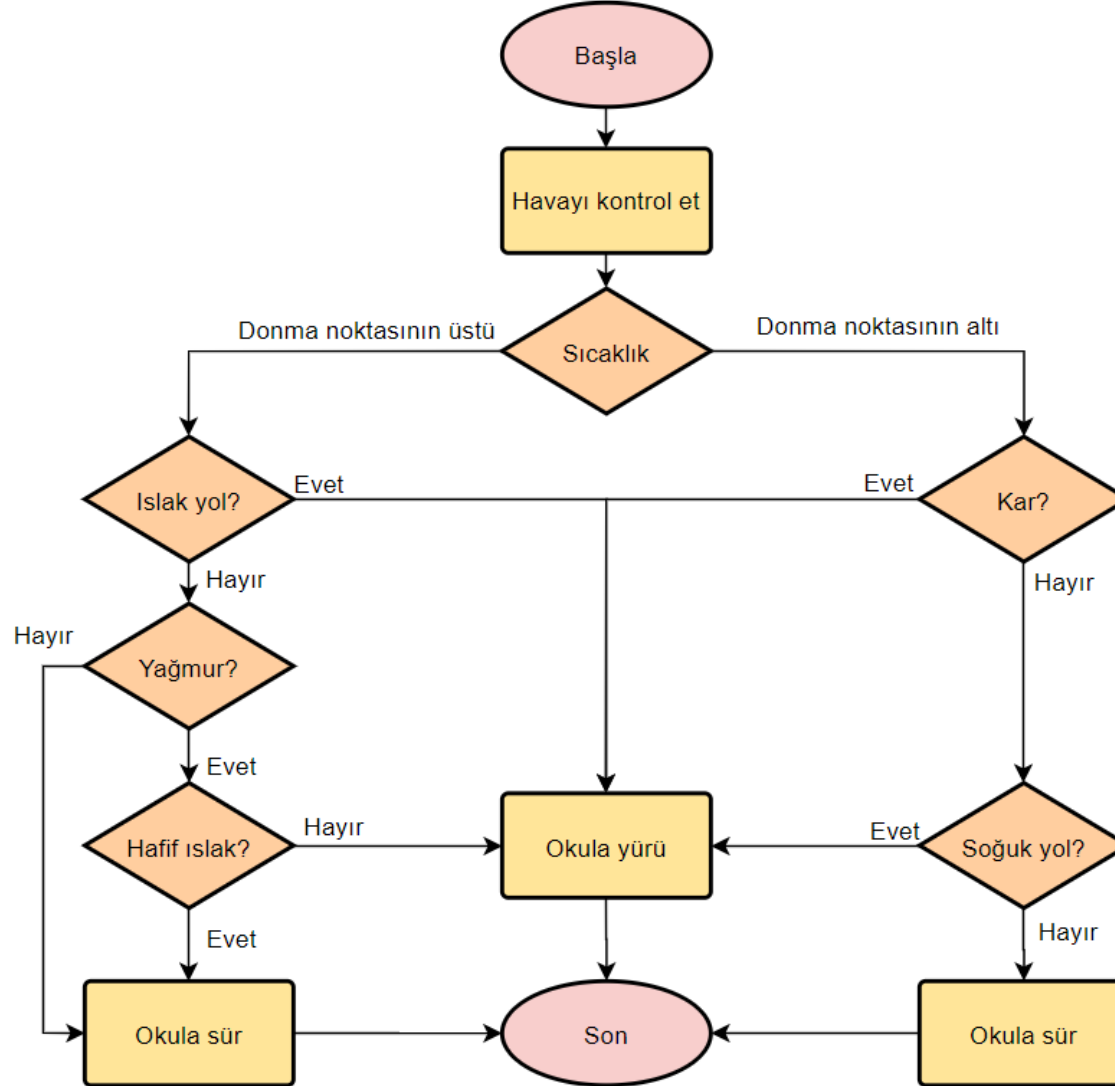 Başla
Havayı kontrol et
Donma noktasının üstü
Sıcaklık
Donma noktasının altı
Islak yol?
Evet
Evet
Kar?
Hayır
Hayır
Hayır
Yağmur?
Evet
Hafif ıslak?
Hayır
Okula yürü
Evet
Soğuk yol?
Evet
Hayır
Okula sür
Son
Okula sür